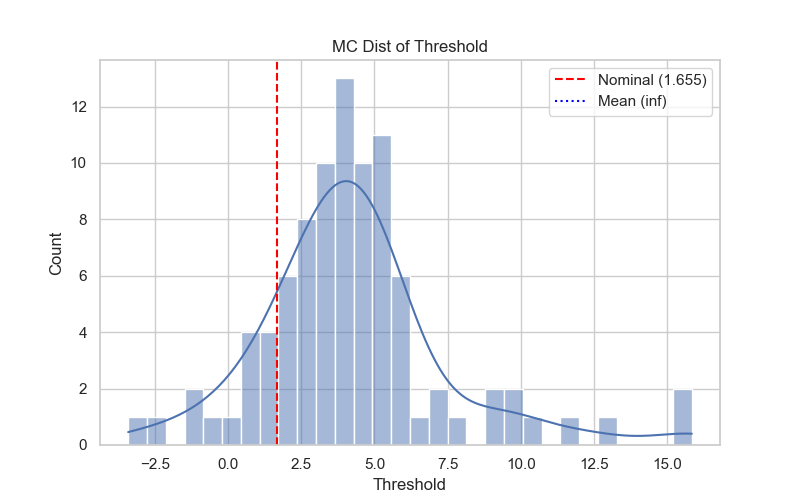 MC Dist of Threshold
Nominal (1.655)
Mean (inf)
Count
12
10
8
6
4
2
0
−2.5 0.0 2.5 5.0 7.5 10.0 12.5 15.0
Threshold